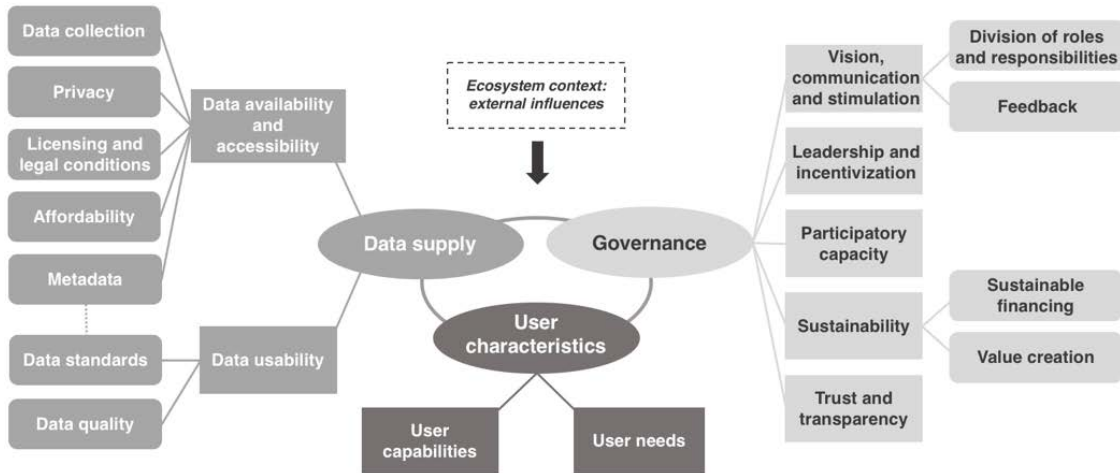 Data collection
Privacy
Licensing and
legal conditions
Affordability
Metadata
Data standards
Data quality
Data availability
and
accessibility
Data usability
Ecosystem context:
external influences
Data supply
Governance
User
characteristics
User
capabilities
User needs
Vision,
communication
and stimulation
Leadership and
incentivization
Participatory
capacity
Sustainability
Trust and
transparency
Division of roles
and responsibilities
Feedback
Sustainable
financing
Value creation